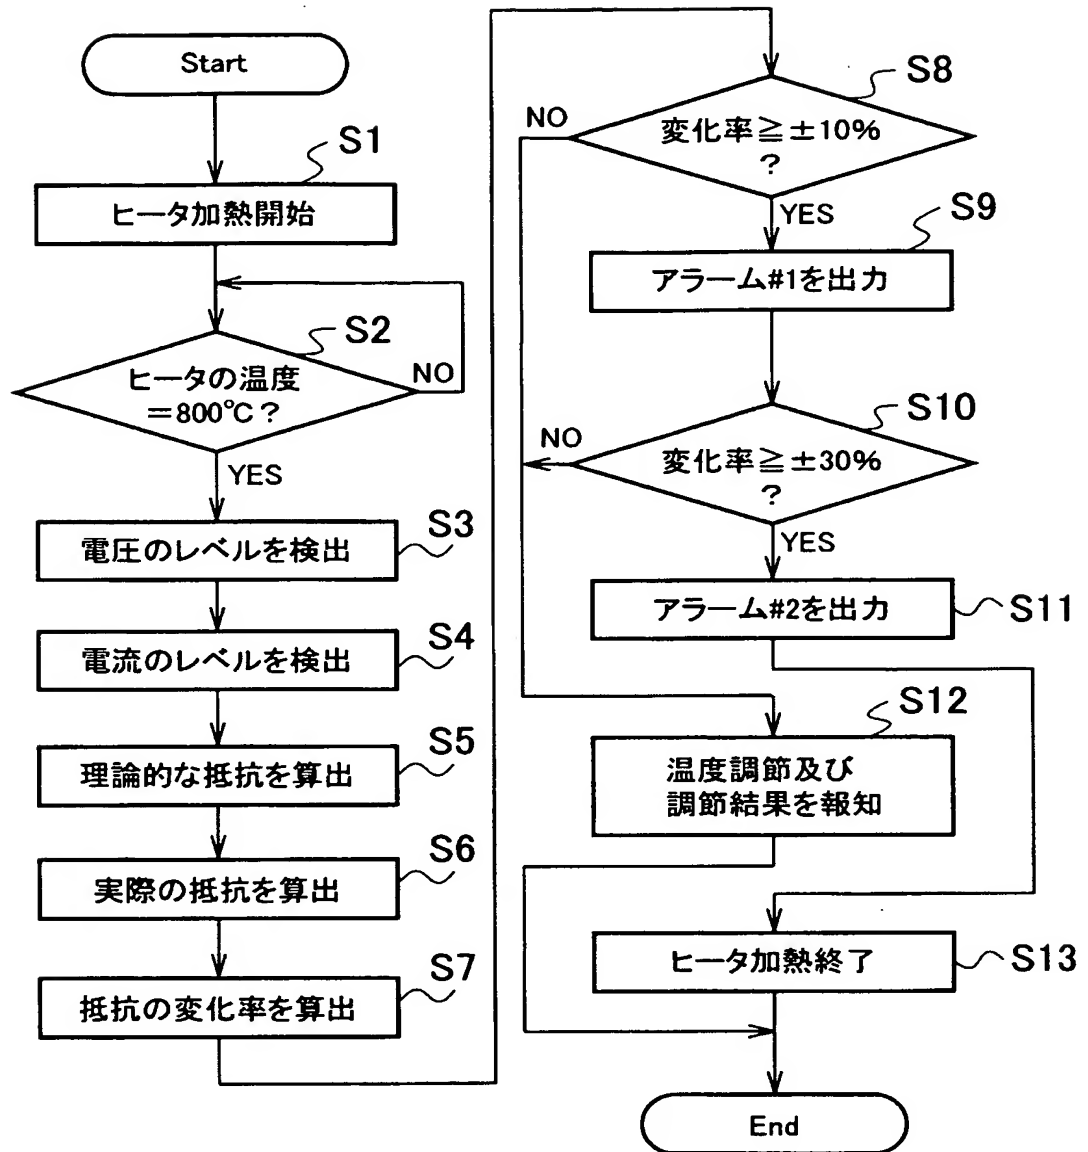 Start
S1
ヒータ加熱開始
S2
ヒータの温度
=800℃?
NO
YES
S3
電圧のレベルを検出
S4
電流のレベルを検出
S5
理論的な抵抗を算出
S6
実際の抵抗を算出
S7
抵抗の変化率を算出
S8
変化率≧±10%
?
NO
YES
S9
アラーム#1を出力
S10
変化率≧±30%
?
NO
YES
アラーム#2を出力
S11
S12
温度調節及び
調節結果を報知
ヒータ加熱終了
S13
End